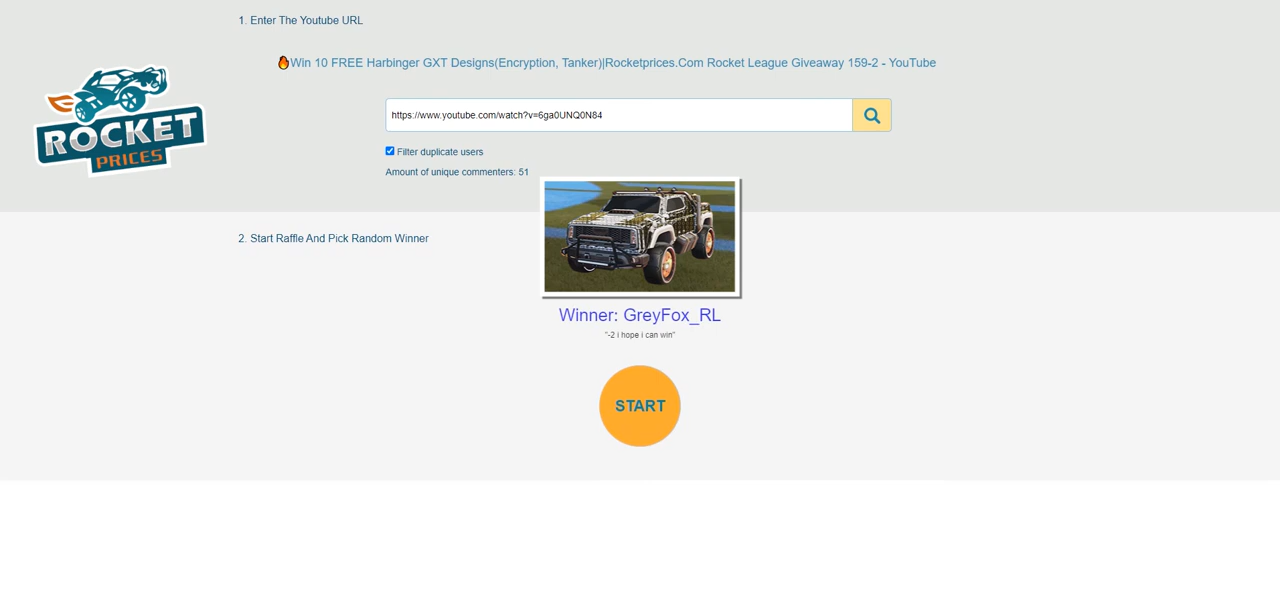 1. Enter The Youtube URL
🔥Win 10 FREE Harbinger GXT Designs(Encryption, Tanker)|Rocketprices.Com Rocket League Giveaway 159-2 - YouTube
ROCKET
PRICES
https://www.youtube.com/watch?v=6ga0UNQ0N84
Filter duplicate users
Amount of unique commenters: 51
2. Start Raffle And Pick Random Winner
Winner: GreyFox_RL
"-2 i hope i can win"
START